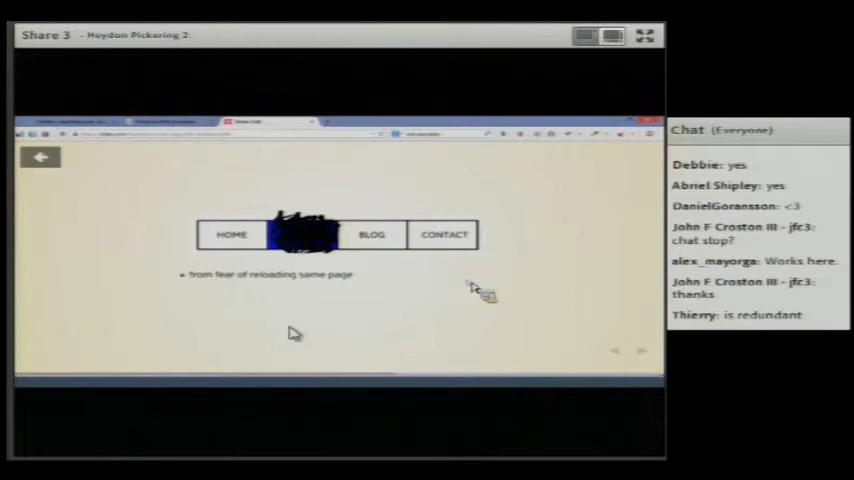 Share 3 - Heydon Pickering 2
HOME
BLOG
CONTACT
from fear of reloading same page
Chat (Everyone)
Debbie: yes
Abriel Shipley: yes
DanielGoransson: <3
John F Croston III - jfc3:
chat stop?
alex_mayorga: Works here.
John F Croston III - jfc3:
thanks
Thierry: is redundant